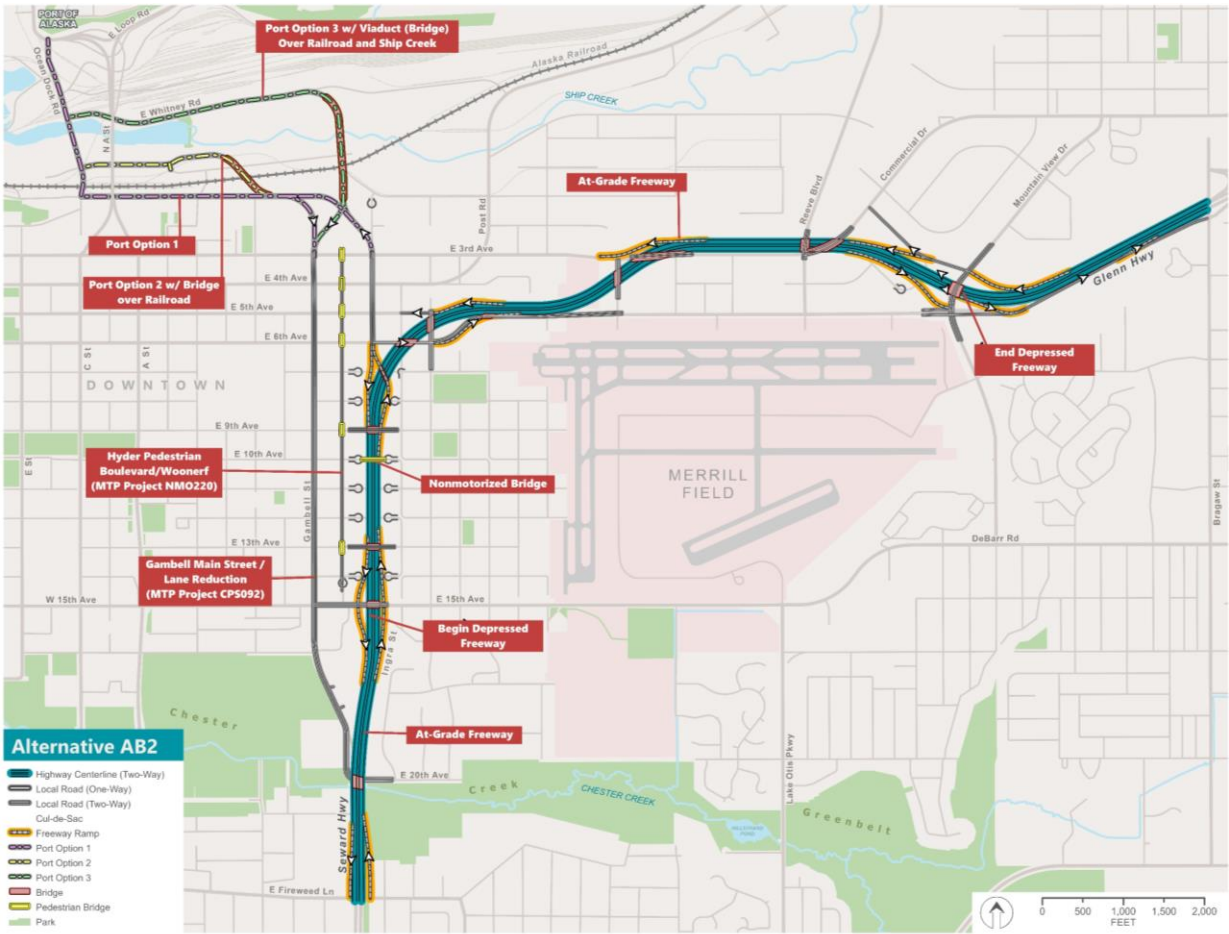 PORT OF
ALASKA
E Loop Rd
Ocean Dock Rd
Port Option 3 w/ Viaduct (Bridge)
Over Railroad and Ship Creek
Alaska Railroad
E Whitney Rd
SHIP CREEK
N A St
Commercial Dr
Mountain View Dr
At-Grade Freeway
Reeve Blvd
Post Rd
Port Option 1
E 3rd Ave
Glenn Hwy
Port Option 2 w/ Bridge
over Railroad
E 4th Ave
E 5th Ave
E 6th Ave
End Depressed
Freeway
C St
A St
DOWNTOWN
E 9th Ave
Hyder Pedestrian
Boulevard/Woonerf
(MTP Project NMO220)
E 10th Ave
E St
Nonmotorized Bridge
MERRILL
FIELD
Bragaw St
Gambell St
E 13th Ave
DeBarr Rd
Gambell Main Street /
Lane Reduction
(MTP Project CPS092)
W 15th Ave
E 15th Ave
Begin Depressed
Freeway
Ingra St
Chester
At-Grade Freeway
Lake Otis Pkwy
E 20th Ave
Creek
CHESTER CREEK
Greenbelt
Seward Hwy
E Fireweed Ln
Alternative AB2
Highway Centerline (Two-Way)
Local Road (One-Way)
Local Road (Two-Way)
Cul-de-Sac
Freeway Ramp
Port Option 1
Port Option 2
Port Option 3
Bridge
Pedestrian Bridge
Park
0 500 1,000 1,500 2,000
FEET